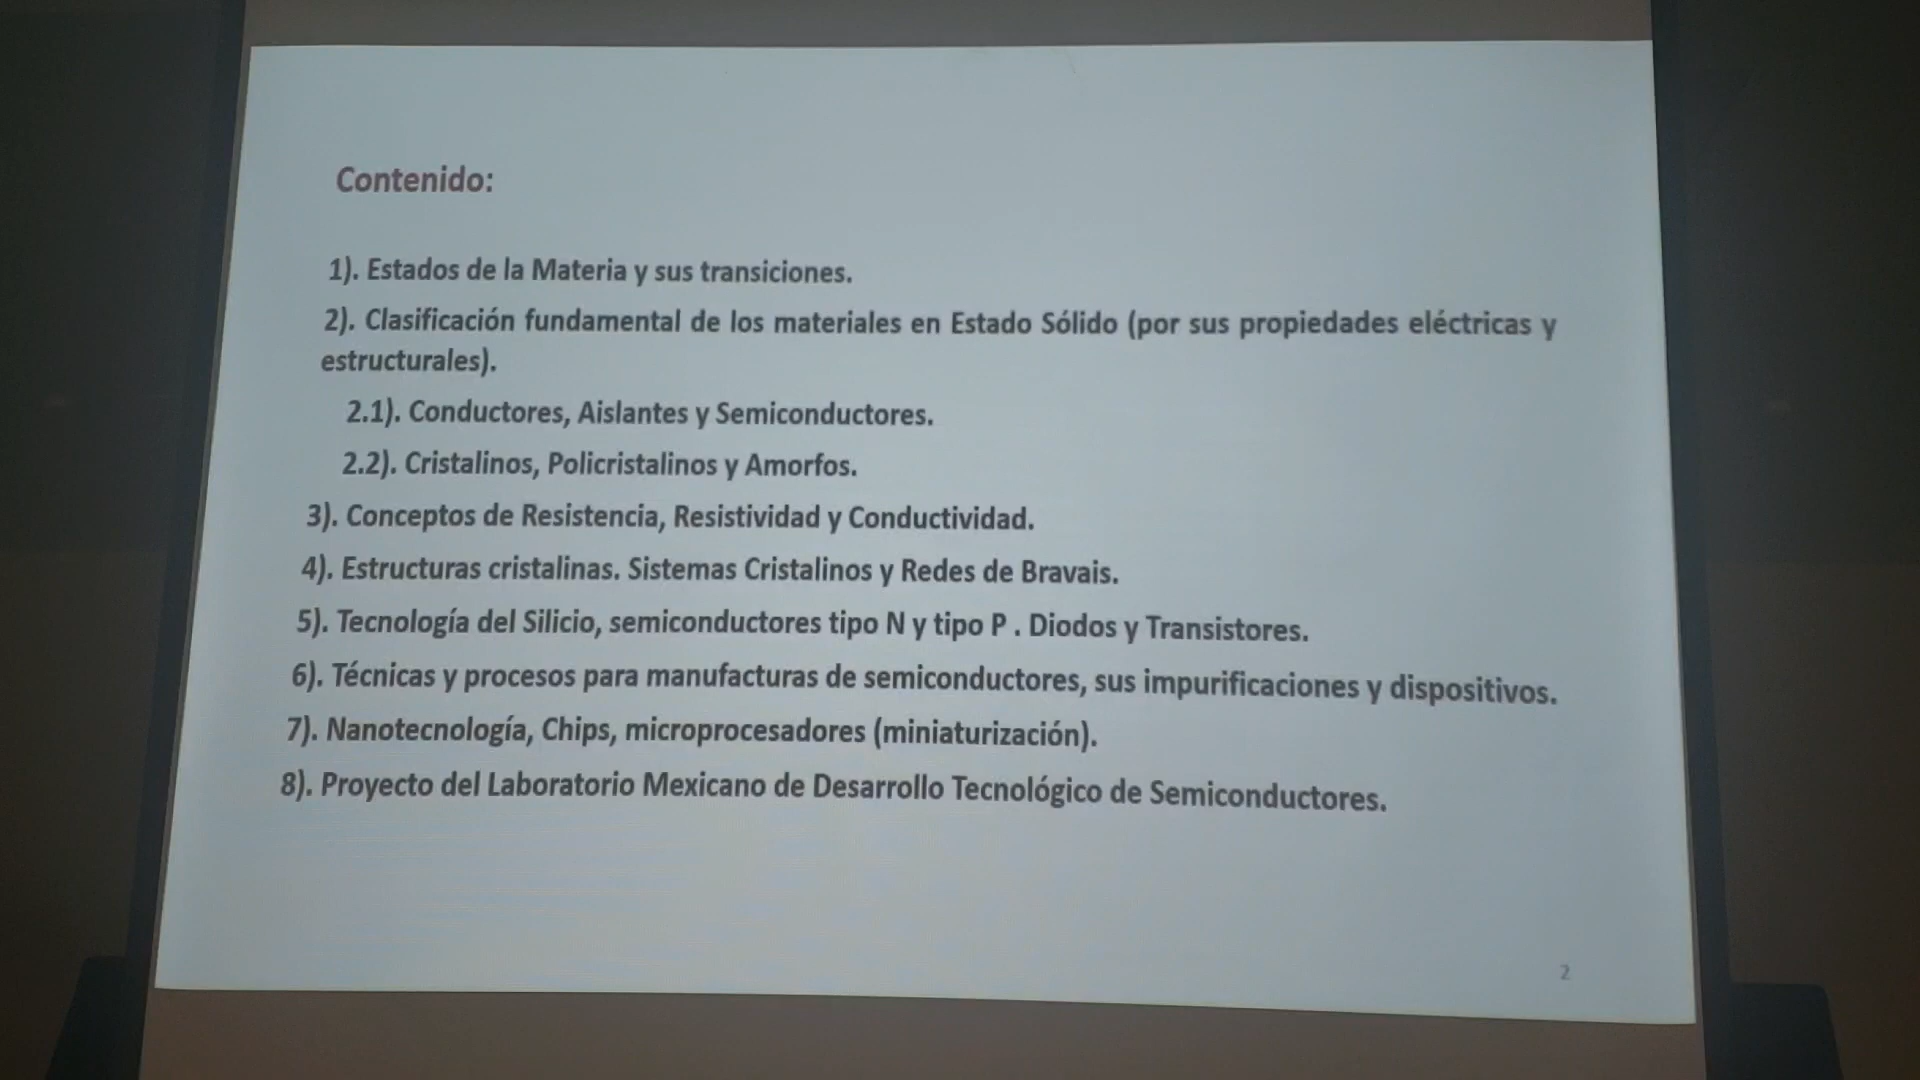 Contenido:
1). Estados de la Materia y sus transiciones.
2). Clasificación fundamental de los materiales en Estado Sólido (por sus propiedades eléctricas y
estructurales).
2.1). Conductores, Aislantes y Semiconductores.
2.2). Cristalinos, Policristalinos y Amorfos.
3). Conceptos de Resistencia, Resistividad y Conductividad.
4). Estructuras cristalinas. Sistemas Cristalinos y Redes de Bravais.
5). Tecnología del Silicio, semiconductores tipo N y tipo P . Diodos y Transistores.
6). Técnicas y procesos para manufacturas de semiconductores, sus impurificaciones y dispositivos.
7). Nanotecnología, Chips, microprocesadores (miniaturización).
8). Proyecto del Laboratorio Mexicano de Desarrollo Tecnológico de Semiconductores.
2